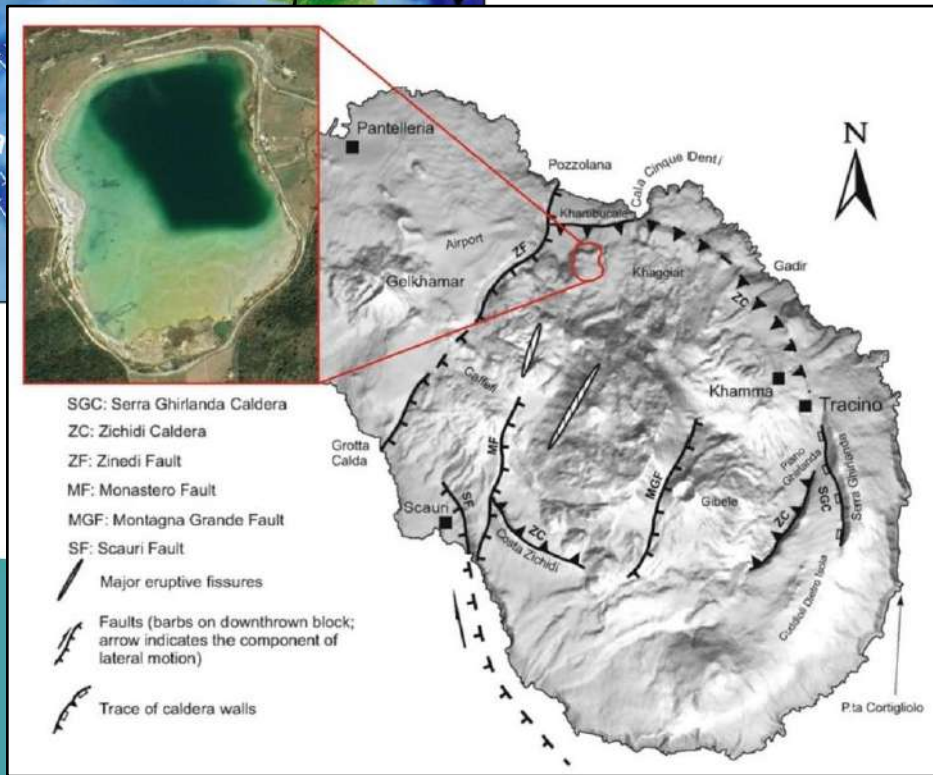 N
Pantelleria
Pozzolana
Cala Cinque Denti
Khambucale
Airport
ZF
Gelkhamar
Khaggiar
Gadir
ZC
Caffefi
Khamma
Tracino
Grotta
Calda
MF
MGF
Piano
Ghirlanda
Serra Ghirlanda
SGC
Scauri
SF
ZC
Costa Zichidi
Gibele
ZC
Cuddioli Dietro Isola
P.ta Cortigliolo
SGC: Serra Ghirlanda Caldera
ZC: Zichidi Caldera
ZF: Zinedi Fault
MF: Monastero Fault
MGF: Montagna Grande Fault
SF: Scauri Fault
Major eruptive fissures
Faults (barbs on downthrown block;
arrow indicates the component of
lateral motion)
Trace of caldera walls